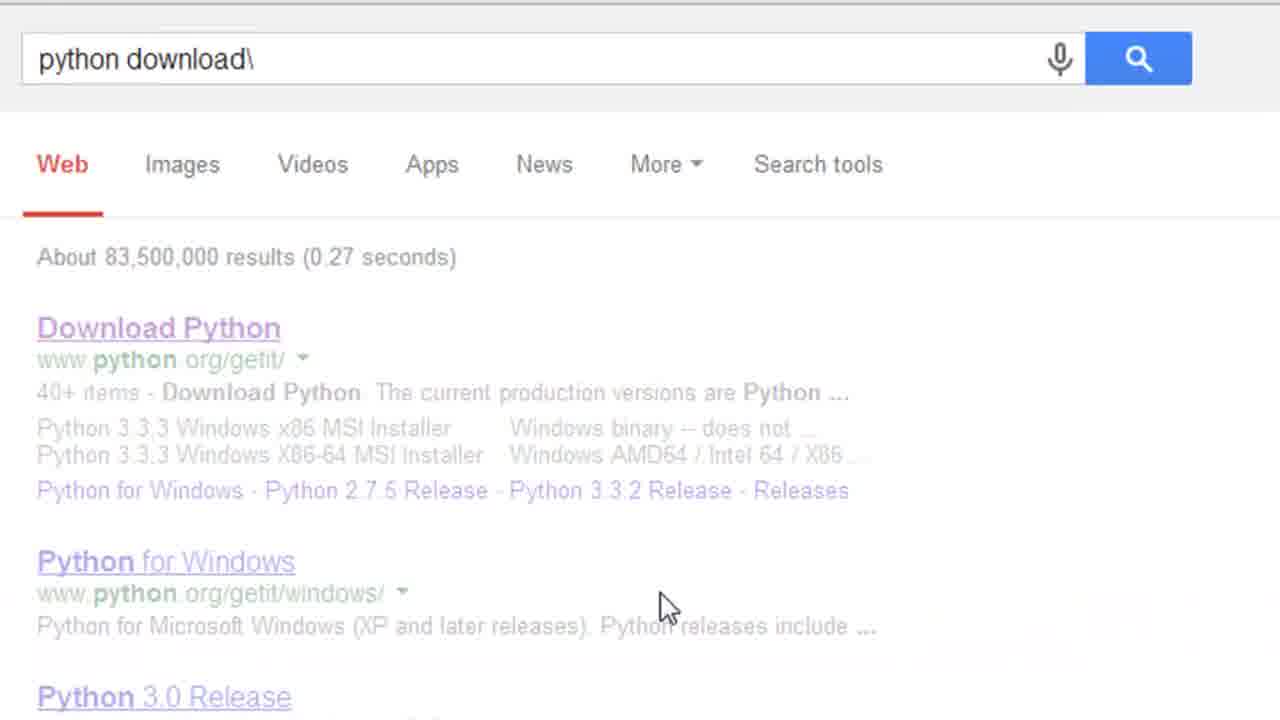 python download\
Web Images Videos Apps News More Search tools
About 83,500,000 results (0.27 seconds)
Download Python
www.python.org/getit/
40+ items - Download Python. The current production versions are Python ...
Python 3.3.3 Windows x86 MSI Installer Windows binary -- does not ...
Python 3.3.3 Windows X86-64 MSI Installer Windows AMD64 / Intel 64 / X86 ...
Python for Windows - Python 2.7.5 Release - Python 3.3.2 Release - Releases
Python for Windows
www.python.org/getit/windows/
Python for Microsoft Windows (XP and later releases). Python releases include ...
Python 3.0 Release